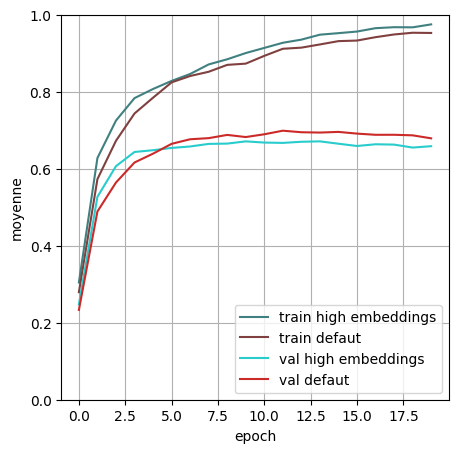 1.0
0.8
0.6
0.4
0.2
0.0
moyenne
0.0 2.5 5.0 7.5 10.0 12.5 15.0 17.5
epoch
train high embeddings
train defaut
val high embeddings
val defaut